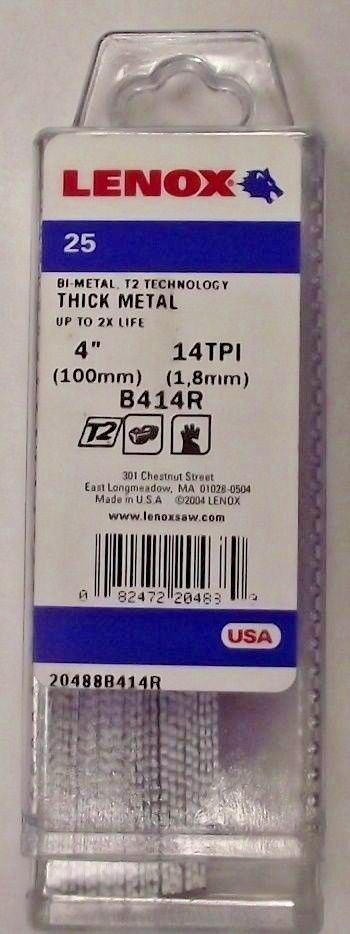 LENOX
25
BI-METAL, T2 TECHNOLOGY
THICK METAL
UP TO 2X LIFE
4" 14TPI
(100mm) (1,8mm)
B414R
T2
301 Chestnut Street
East Longmeadow, MA 01028-0504
Made in U.S.A ©2004 LENOX
www.lenoxsaw.com
0 82472 20488
USA
20488B414R